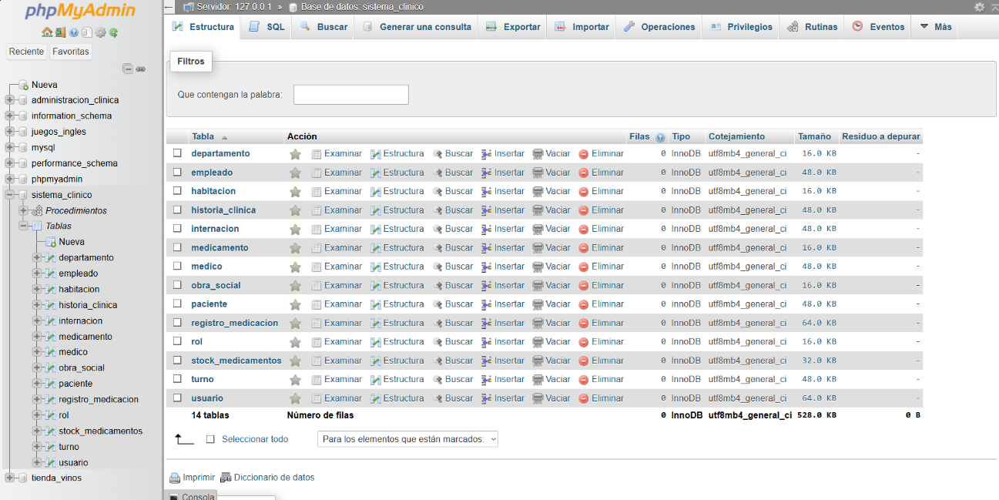 phpMyAdmin
Reciente Favoritas
Nueva
administracion_clinica
information_schema
juegos_ingles
mysql
performance_schema
phpmyadmin
sistema_clinico
Procedimientos
Tablas
Nueva
departamento
empleado
habitacion
historia_clinica
internacion
medicamento
medico
obra_social
paciente
registro_medicacion
rol
stock_medicamentos
turno
usuario
tienda_vinos
Servidor: 127.0.0.1 » Base de datos: sistema_clinico
Estructura SQL Buscar Generar una consulta Exportar Importar Operaciones Privilegios Rutinas Eventos Más
Filtros
Que contengan la palabra:
Tabla Acción Filas Tipo Cotejamiento Tamaño Residuo a depurar
departamento Examinar Estructura Buscar Insertar Vaciar Eliminar 0 InnoDB utf8mb4_general_ci 16.0 KB -
empleado Examinar Estructura Buscar Insertar Vaciar Eliminar 0 InnoDB utf8mb4_general_ci 48.0 KB -
habitacion Examinar Estructura Buscar Insertar Vaciar Eliminar 0 InnoDB utf8mb4_general_ci 16.0 KB -
historia_clinica Examinar Estructura Buscar Insertar Vaciar Eliminar 0 InnoDB utf8mb4_general_ci 48.0 KB -
internacion Examinar Estructura Buscar Insertar Vaciar Eliminar 0 InnoDB utf8mb4_general_ci 48.0 KB -
medicamento Examinar Estructura Buscar Insertar Vaciar Eliminar 0 InnoDB utf8mb4_general_ci 16.0 KB -
medico Examinar Estructura Buscar Insertar Vaciar Eliminar 0 InnoDB utf8mb4_general_ci 16.0 KB -
obra_social Examinar Estructura Buscar Insertar Vaciar Eliminar 0 InnoDB utf8mb4_general_ci 16.0 KB -
paciente Examinar Estructura Buscar Insertar Vaciar Eliminar 0 InnoDB utf8mb4_general_ci 48.0 KB -
registro_medicacion Examinar Estructura Buscar Insertar Vaciar Eliminar 0 InnoDB utf8mb4_general_ci 64.0 KB -
rol Examinar Estructura Buscar Insertar Vaciar Eliminar 0 InnoDB utf8mb4_general_ci 16.0 KB -
stock_medicamentos Examinar Estructura Buscar Insertar Vaciar Eliminar 0 InnoDB utf8mb4_general_ci 32.0 KB -
turno Examinar Estructura Buscar Insertar Vaciar Eliminar 0 InnoDB utf8mb4_general_ci 48.0 KB -
usuario Examinar Estructura Buscar Insertar Vaciar Eliminar 0 InnoDB utf8mb4_general_ci 64.0 KB -
14 tablas Número de filas 0 InnoDB utf8mb4_general_ci 528.0 KB 0 B
Seleccionar todo Para los elementos que están marcados:
Imprimir Diccionario de datos
Consola